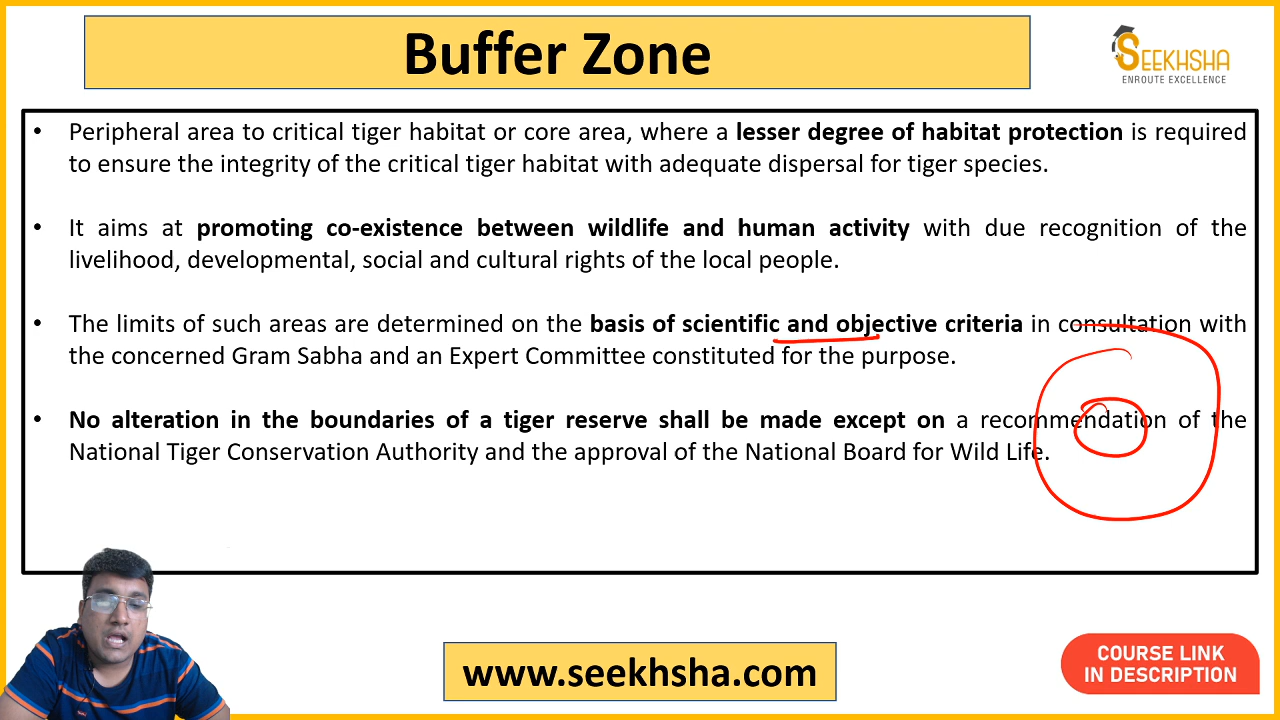 Buffer Zone
SEEKHSHA
ENROUTE EXCELLENCE
• Peripheral area to critical tiger habitat or core area, where a lesser degree of habitat protection is required
to ensure the integrity of the critical tiger habitat with adequate dispersal for tiger species.
• It aims at promoting co-existence between wildlife and human activity with due recognition of the
livelihood, developmental, social and cultural rights of the local people.
• The limits of such areas are determined on the basis of scientific and objective criteria in consultation with
the concerned Gram Sabha and an Expert Committee constituted for the purpose.
• No alteration in the boundaries of a tiger reserve shall be made except on a recommendation of the
National Tiger Conservation Authority and the approval of the National Board for Wild Life.
www.seekhsha.com
COURSE LINK
IN DESCRIPTION